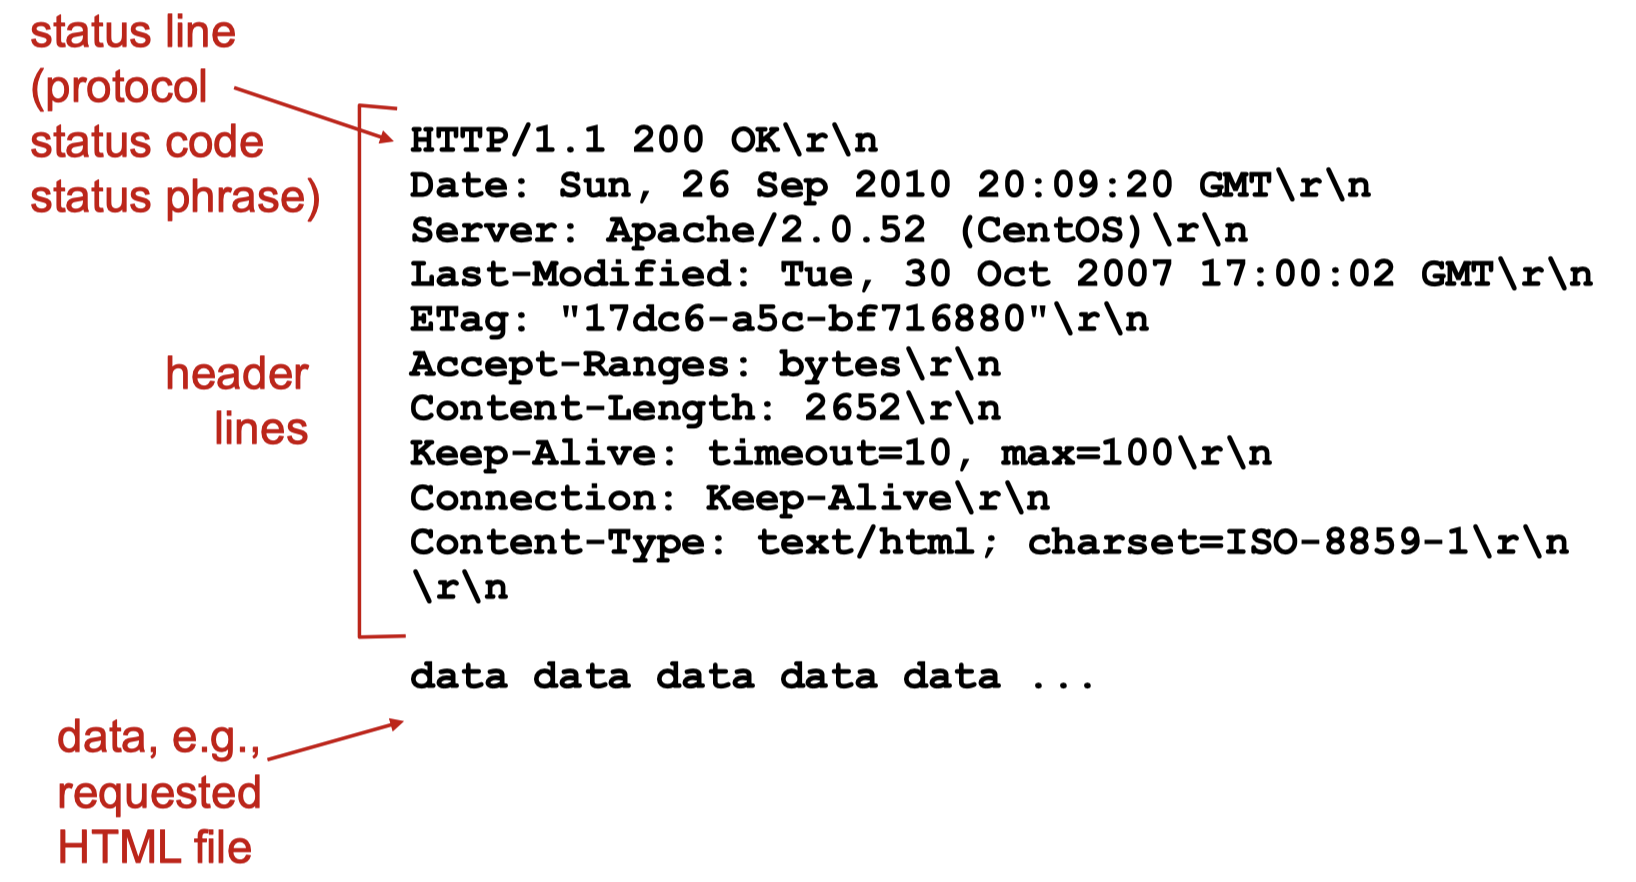 status line
(protocol
status code
status phrase)
HTTP/1.1 200 OK\r\n
Date: Sun, 26 Sep 2010 20:09:20 GMT\r\n
Server: Apache/2.0.52 (CentOS)\r\n
Last-Modified: Tue, 30 Oct 2007 17:00:02 GMT\r\n
ETag: "17dc6-a5c-bf716880"\r\n
Accept-Ranges: bytes\r\n
Content-Length: 2652\r\n
Keep-Alive: timeout=10, max=100\r\n
Connection: Keep-Alive\r\n
Content-Type: text/html; charset=ISO-8859-1\r\n
\r\n
header
lines
data data data data data ...
data, e.g.,
requested
HTML file